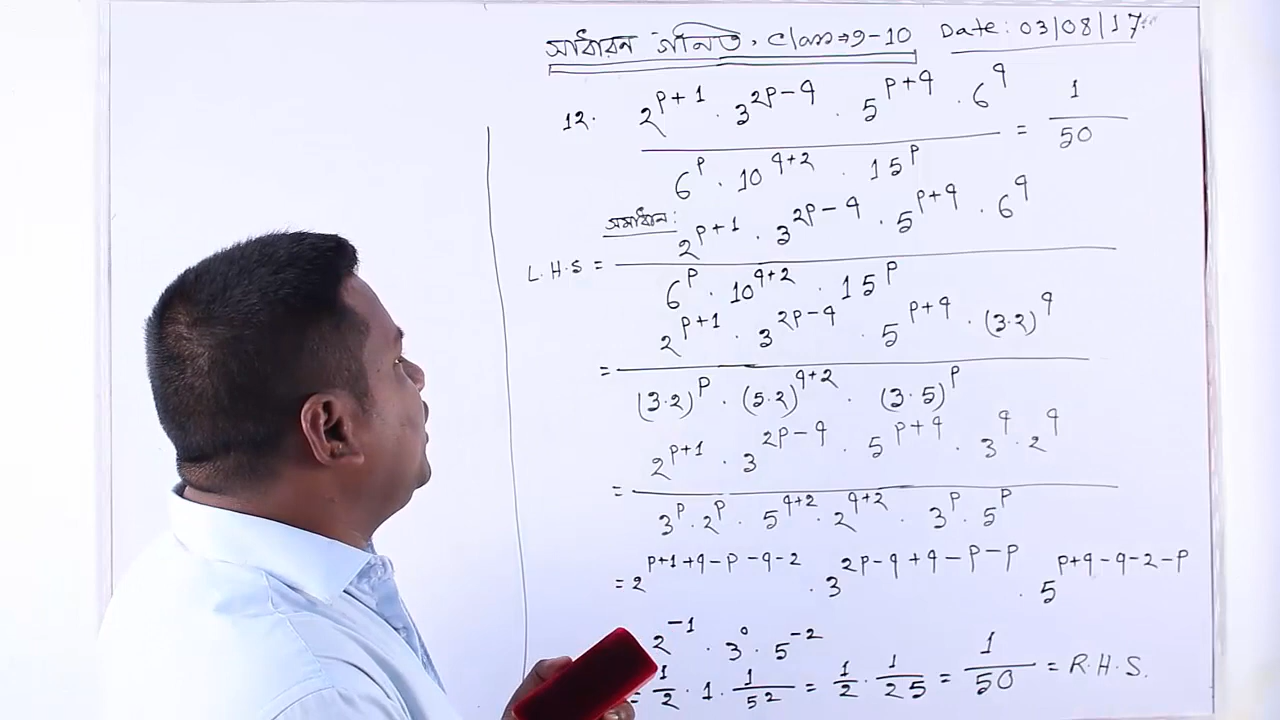 সাধারন গনিত, Class⇒9-10 Date: 03/08/17
12. 2^{p+1} · 3^{2p-q} · 5^{p+q} · 6^q / 6^p · 10^{q+2} · 15^p = 1/50
সমাধান:
L.H.S = 2^{p+1} · 3^{2p-q} · 5^{p+q} · 6^q / 6^p · 10^{q+2} · 15^p
= 2^{p+1} · 3^{2p-q} · 5^{p+q} · (3·2)^q / (3·2)^p · (5·2)^{q+2} · (3·5)^p
= 2^{p+1} · 3^{2p-q} · 5^{p+q} · 3^q · 2^q / 3^p · 2^p · 5^{q+2} · 2^{q+2} · 3^p · 5^p
= 2^{p+1+q-p-q-2} · 3^{2p-q+q-p-p} · 5^{p+q-q-2-p}
2^{-1} · 3^0 · 5^{-2}
= 1/2 · 1 · 1/5^2 = 1/2 · 1/25 = 1/50 = R.H.S.